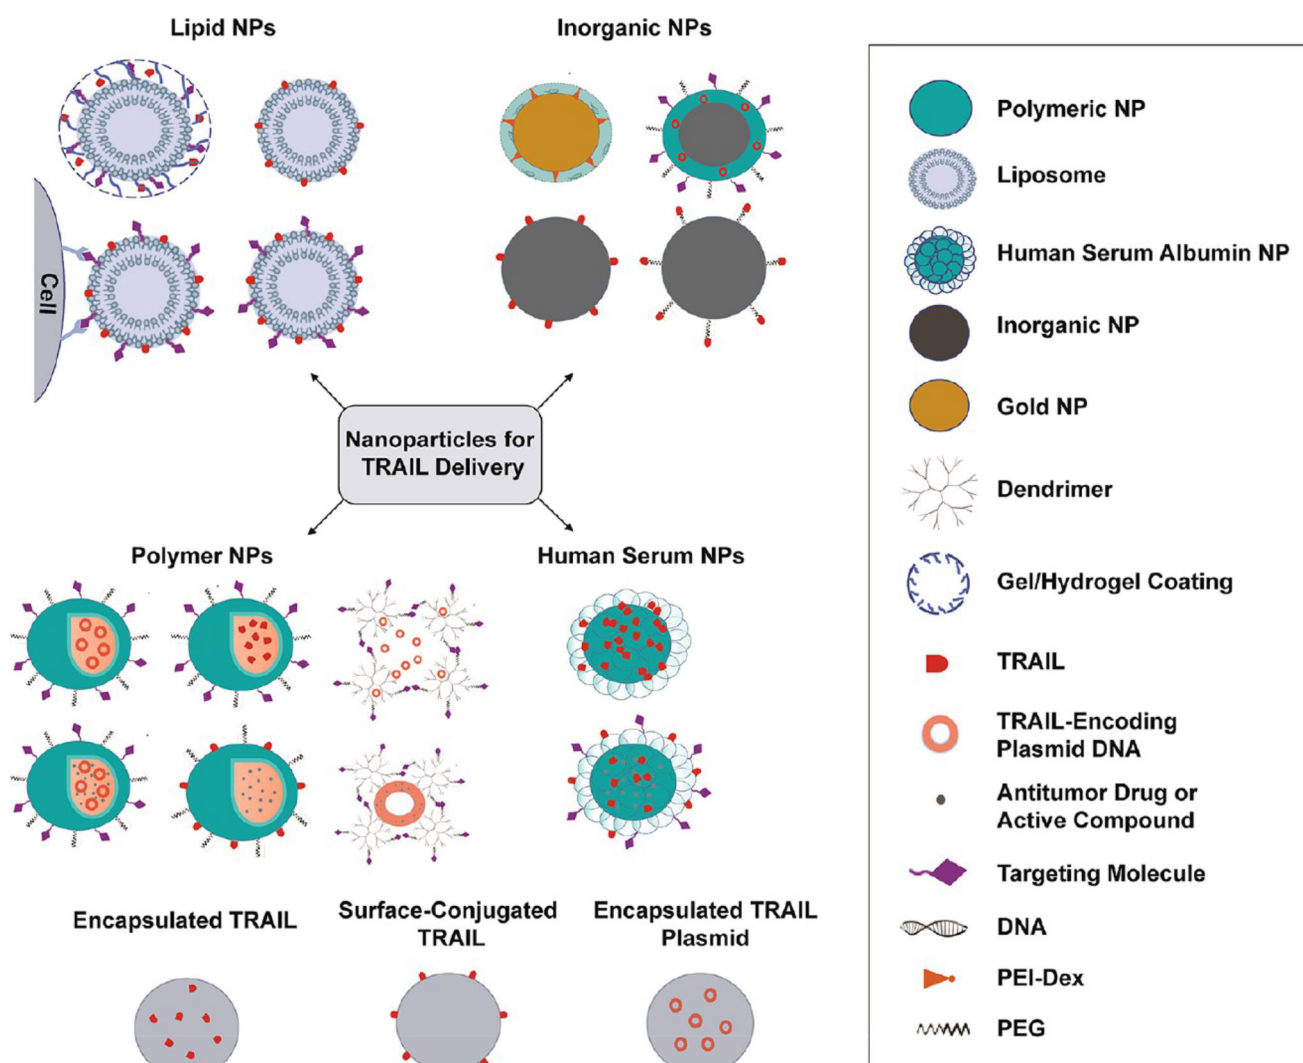 Lipid NPs
Inorganic NPs
Cell
Nanoparticles for
TRAIL Delivery
Polymer NPs
Human Serum NPs
Encapsulated TRAIL
Surface-Conjugated
TRAIL
Encapsulated TRAIL
Plasmid
Polymeric NP
Liposome
Human Serum Albumin NP
Inorganic NP
Gold NP
Dendrimer
Gel/Hydrogel Coating
TRAIL
TRAIL-Encoding
Plasmid DNA
Antitumor Drug or
Active Compound
Targeting Molecule
DNA
PEI-Dex
PEG